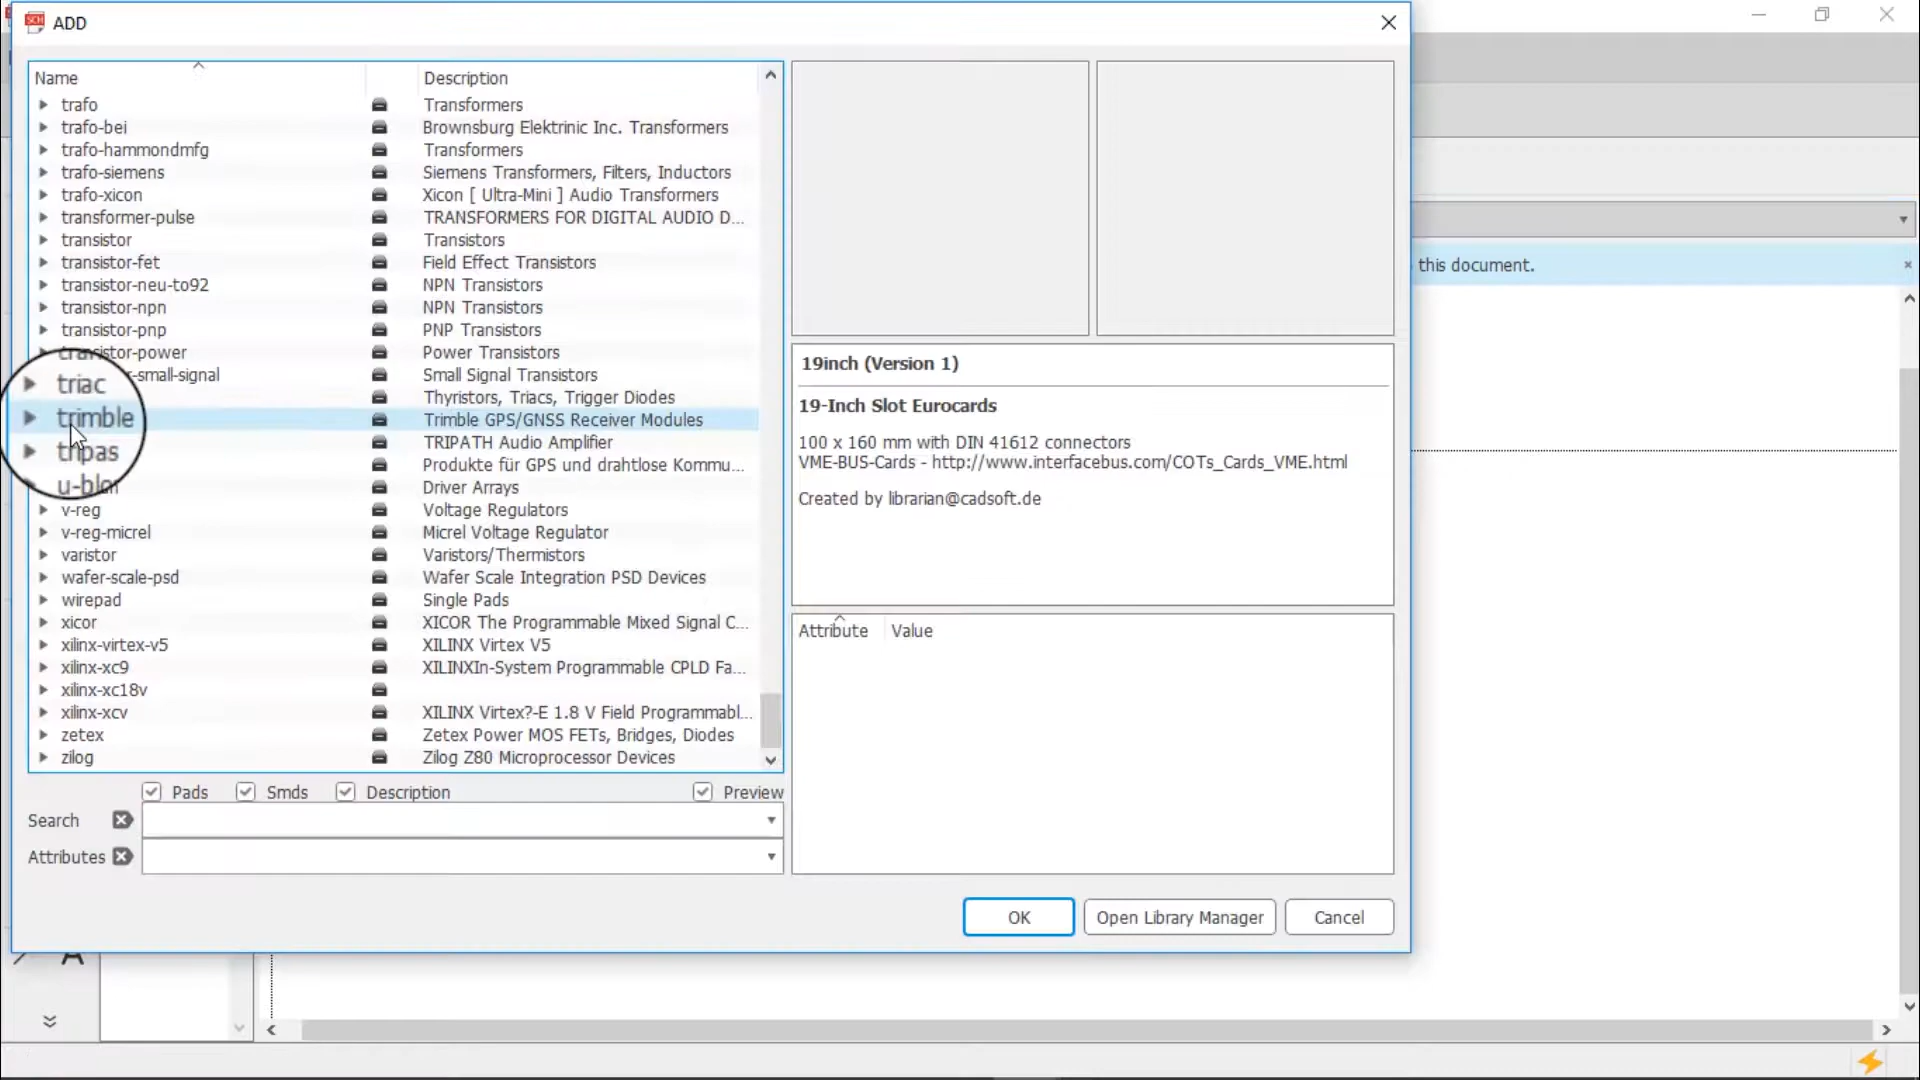 SCH
ADD
Name Description
trafo Transformers
trafo-bei Brownsburg Elektrinic Inc. Transformers
trafo-hammondmfg Transformers
trafo-siemens Siemens Transformers, Filters, Inductors
trafo-xicon Xicon [ Ultra-Mini ] Audio Transformers
transformer-pulse TRANSFORMERS FOR DIGITAL AUDIO D...
transistor Transistors
transistor-fet Field Effect Transistors
transistor-neu-to92 NPN Transistors
transistor-npn NPN Transistors
transistor-pnp PNP Transistors
transistor-power Power Transistors
r-small-signal Small Signal Transistors
triac Thyristors, Triacs, Trigger Diodes
trimble Trimble GPS/GNSS Receiver Modules
tripas TRIPATH Audio Amplifier
Produkte für GPS und drahtlose Kommu...
Driver Arrays
v-reg Voltage Regulators
v-reg-micrel Micrel Voltage Regulator
varistor Varistors/Thermistors
wafer-scale-psd Wafer Scale Integration PSD Devices
wirepad Single Pads
xicor XICOR The Programmable Mixed Signal C...
xilinx-virtex-v5 XILINX Virtex V5
xilinx-xc9 XILINXIn-System Programmable CPLD Fa...
xilinx-xc18v
xilinx-xcv XILINX Virtex?-E 1.8 V Field Programmabl...
zetex Zetex Power MOS FETs, Bridges, Diodes
zilog Zilog Z80 Microprocessor Devices
Pads Smds Description Preview
Search
Attributes
19inch (Version 1)
19-Inch Slot Eurocards
100 x 160 mm with DIN 41612 connectors
VME-BUS-Cards - http://www.interfacebus.com/COTs_Cards_VME.html
Created by librarian@cadsoft.de
Attribute Value
OK Open Library Manager Cancel
this document.